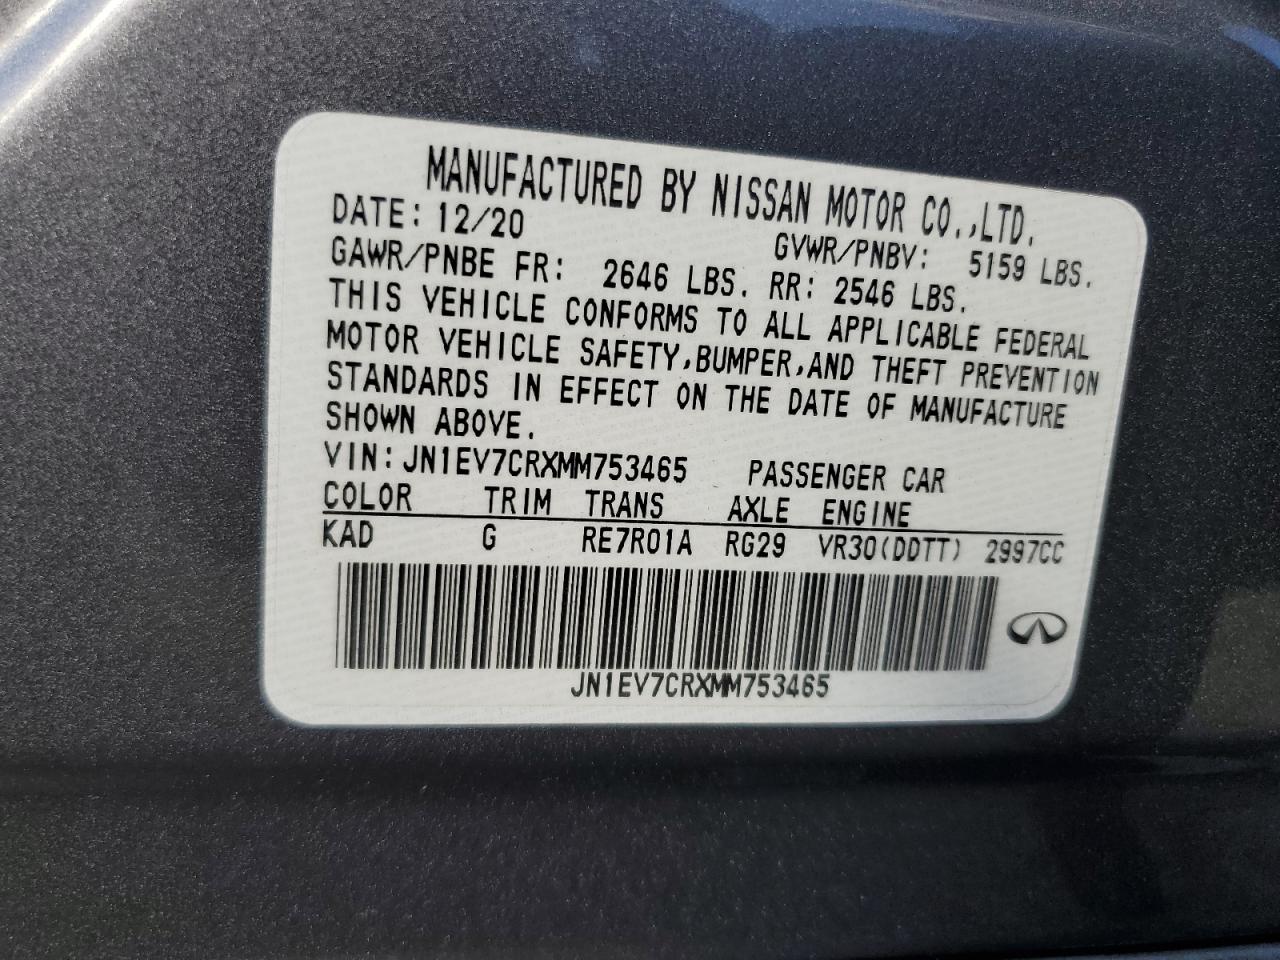 MANUFACTURED BY NISSAN MOTOR CO.,LTD.
DATE: 12/20 GVWR/PNBV: 5159 LBS.
GAWR/PNBE FR: 2646 LBS. RR: 2546 LBS.
THIS VEHICLE CONFORMS TO ALL APPLICABLE FEDERAL
MOTOR VEHICLE SAFETY,BUMPER,AND THEFT PREVENTION
STANDARDS IN EFFECT ON THE DATE OF MANUFACTURE
SHOWN ABOVE.
VIN:JN1EV7CRXMM753465 PASSENGER CAR
COLOR TRIM TRANS AXLE ENGINE
KAD G RE7R01A RG29 VR30(DDTT) 2997CC
JN1EV7CRXMM753465